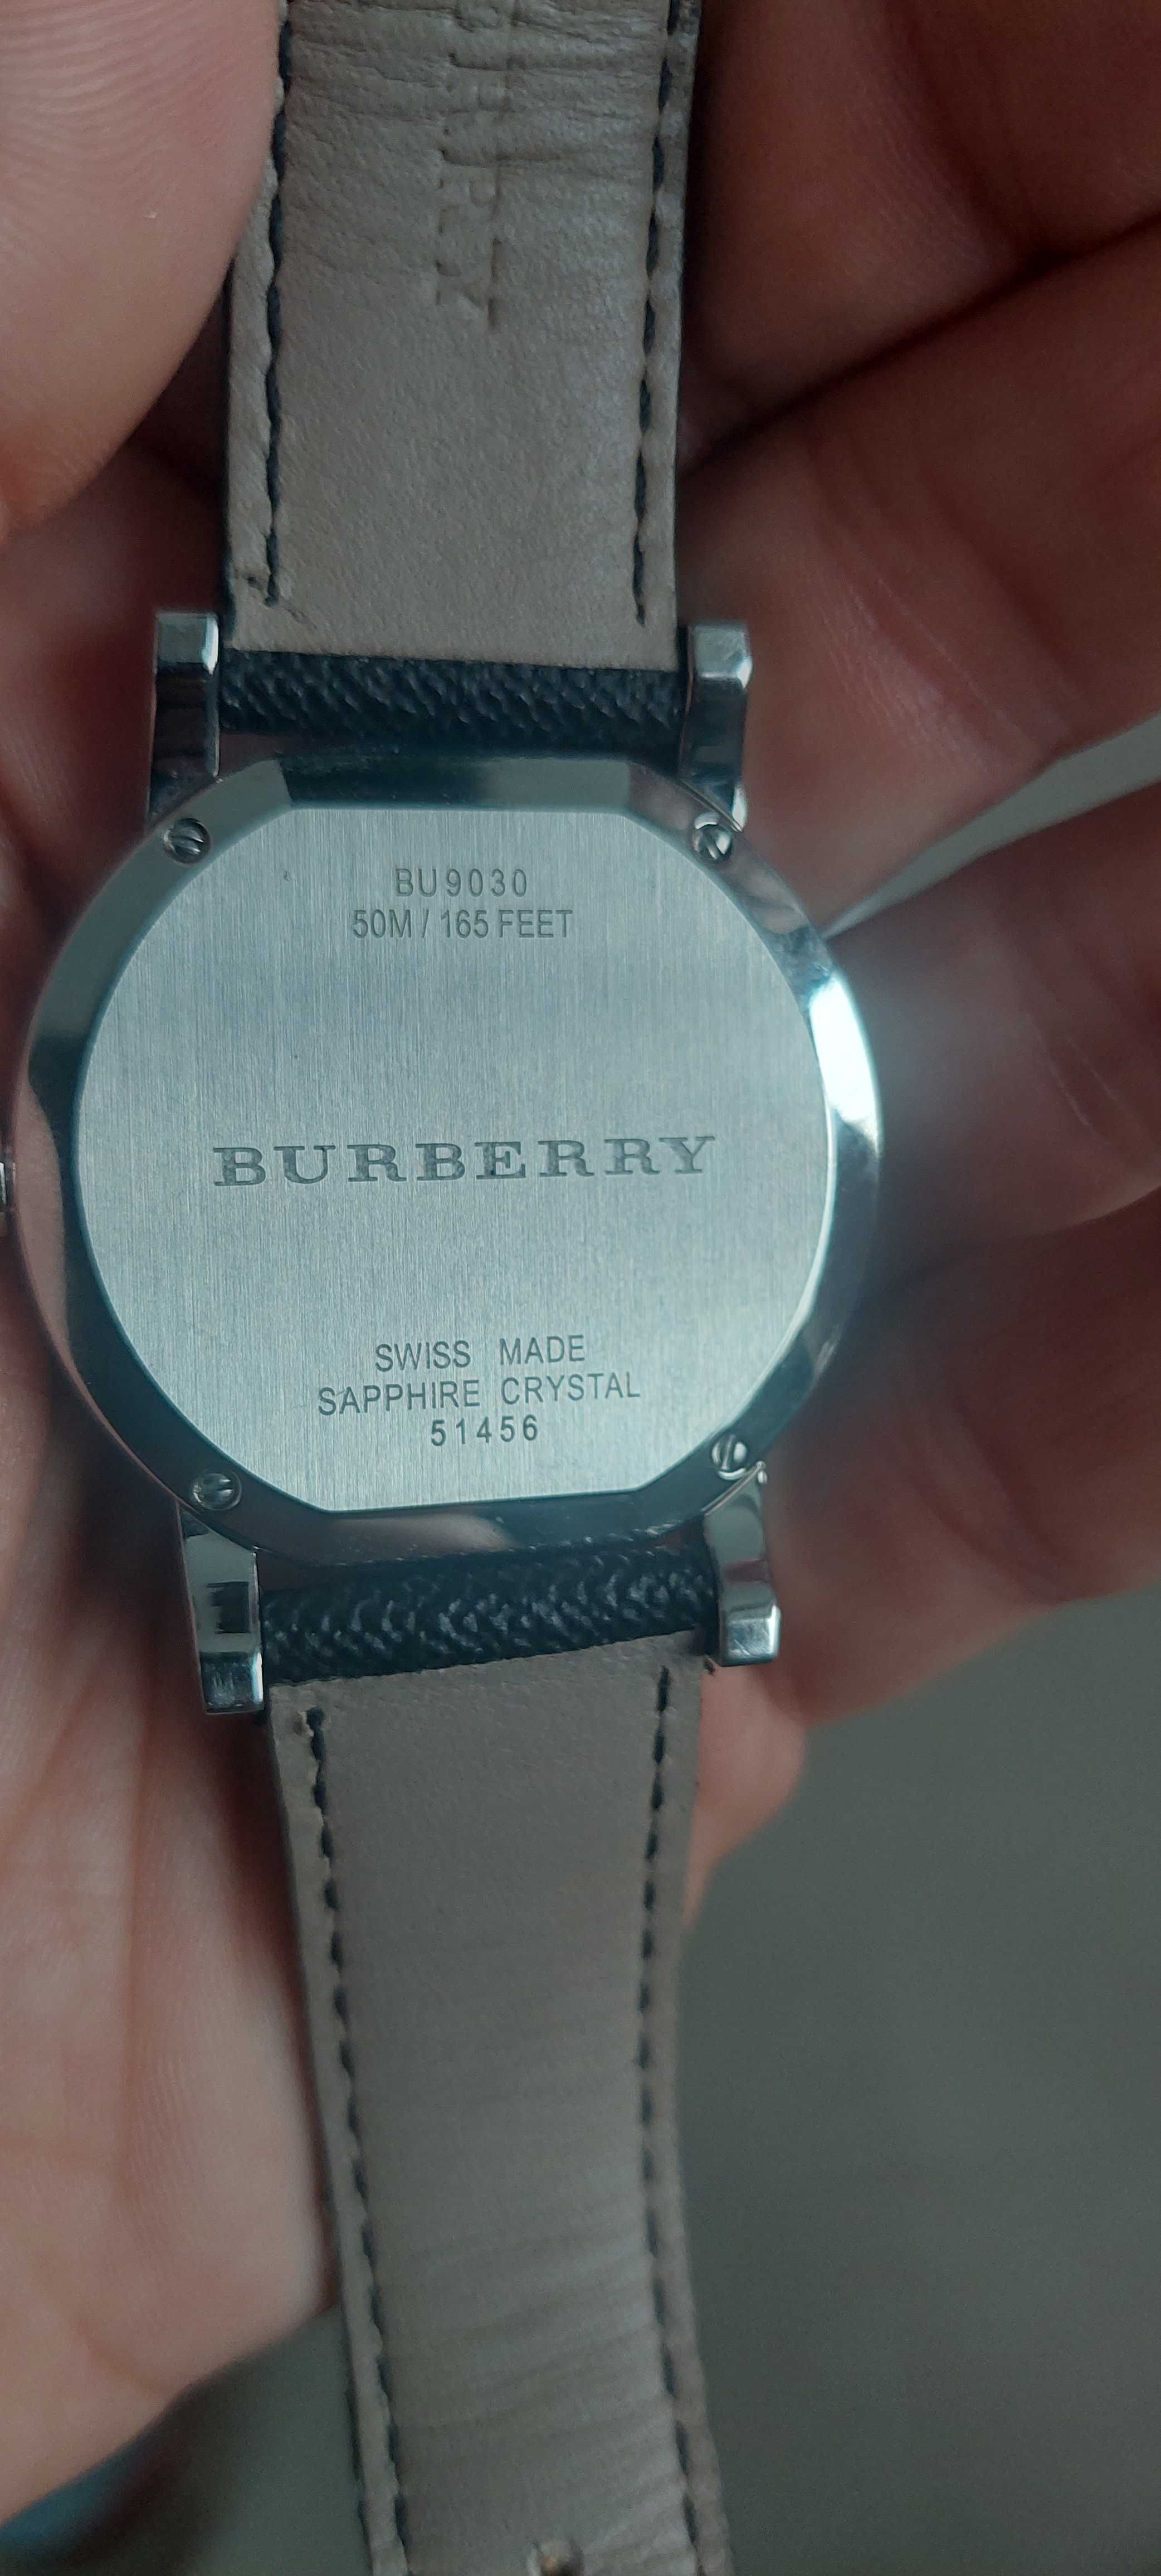 BU9030
50M / 165 FEET
BURBERRY
SWISS MADE
SAPPHIRE CRYSTAL
51456